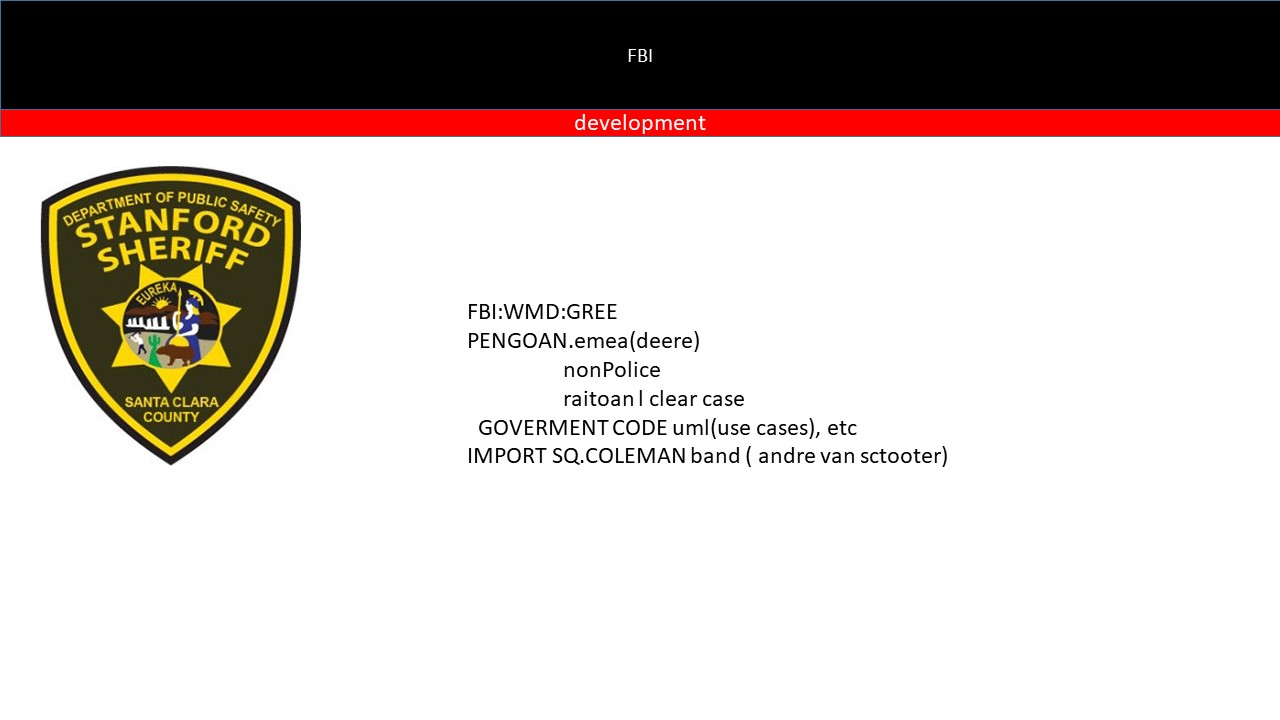 FBI
development
DEPARTMENT OF PUBLIC SAFETY
STANFORD
SHERIFF
EUREKA
SANTA CLARA
COUNTY
FBI:WMD:GREE
PENGOAN.emea(deere)
nonPolice
raitoan l clear case
GOVERMENT CODE uml(use cases), etc
IMPORT SQ.COLEMAN band ( andre van sctooter)